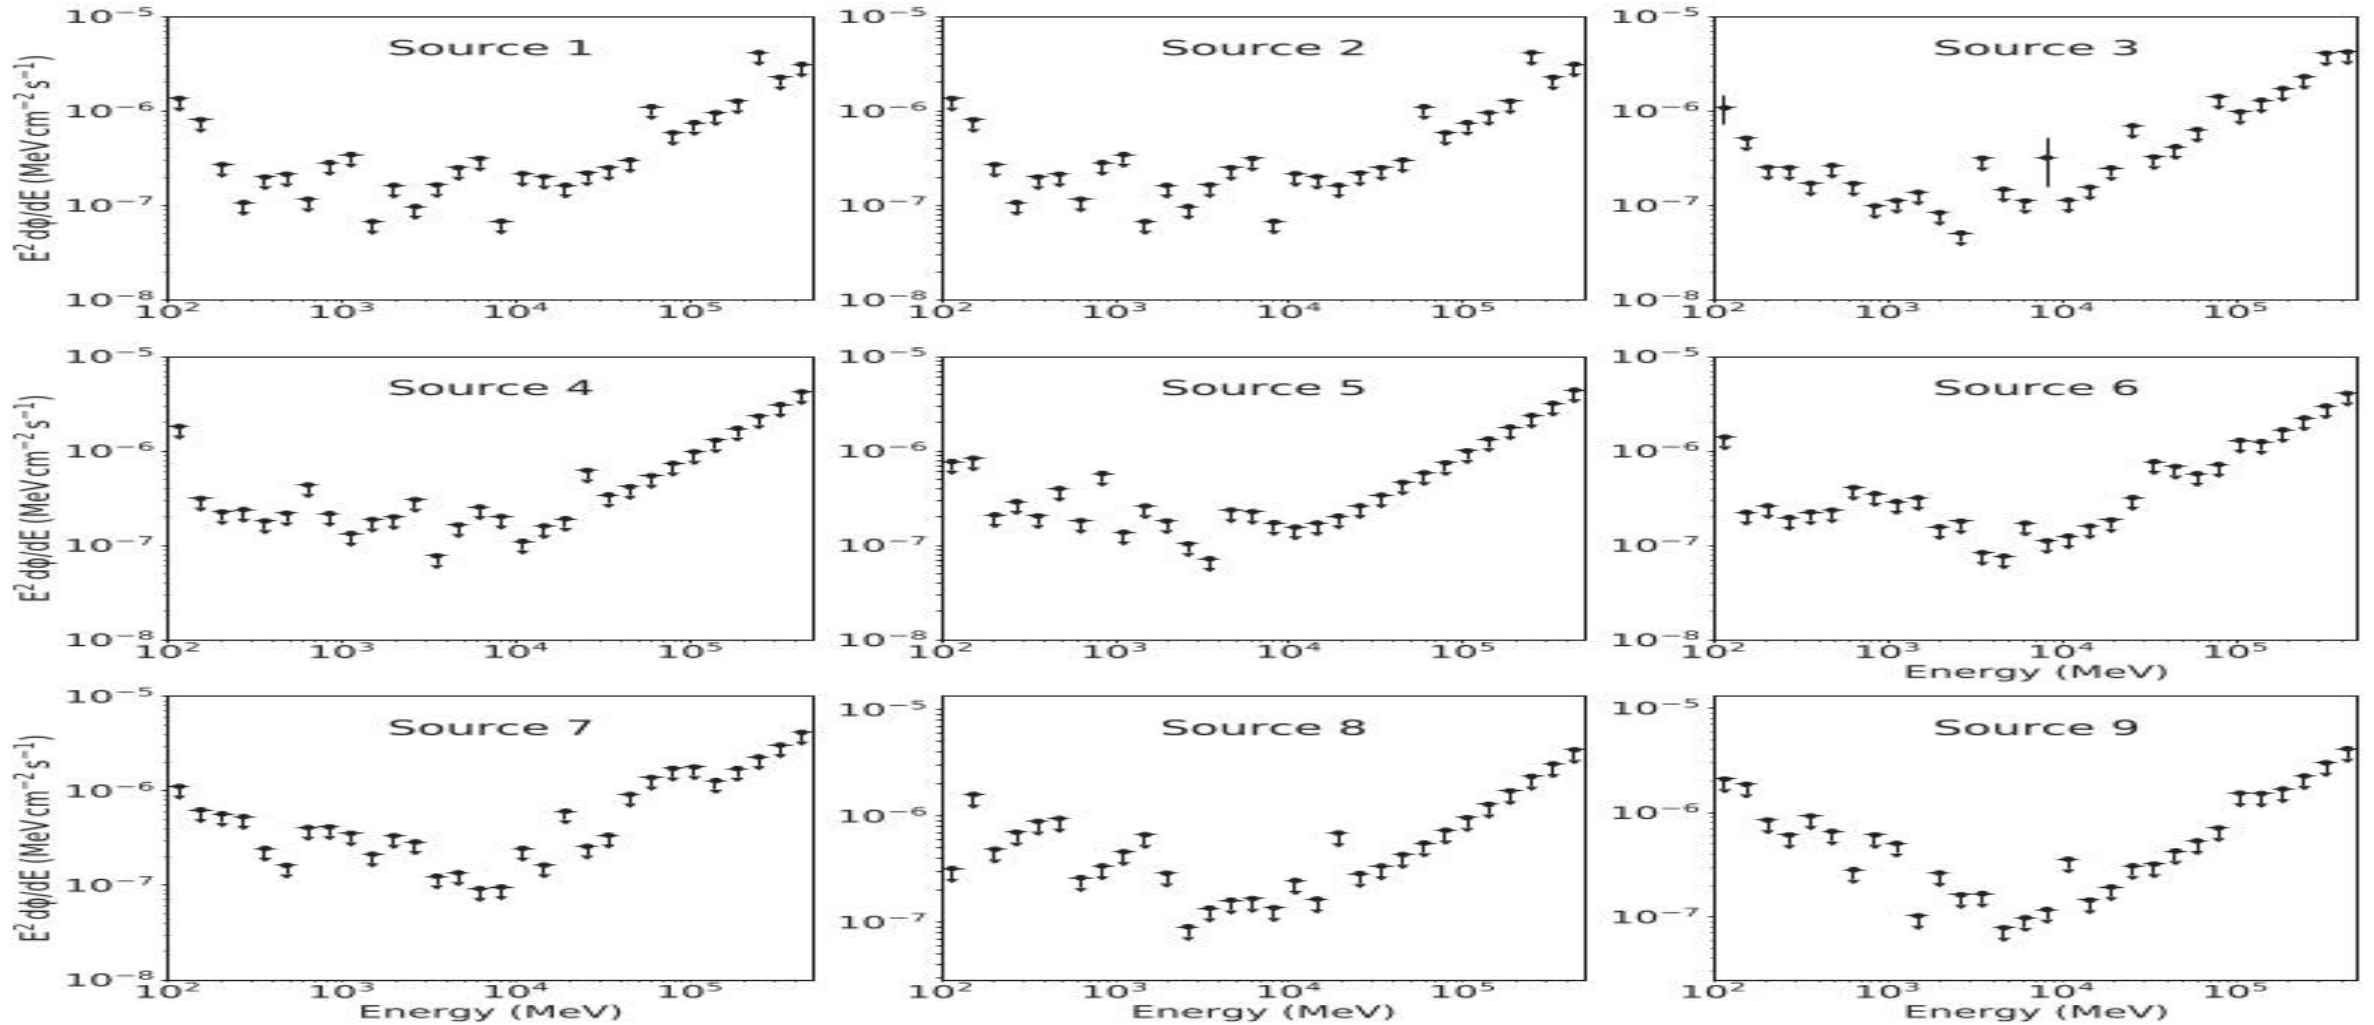 10⁻⁵ 10⁻⁵ 10⁻⁵
Source 1 Source 2 Source 3
10⁻⁶ 10⁻⁶ 10⁻⁶
E² dϕ/dE (MeV cm⁻² s⁻¹)
10⁻⁷ 10⁻⁷ 10⁻⁷
10⁻⁸ 10⁻⁸ 10⁻⁸
10² 10³ 10⁴ 10⁵ 10² 10³ 10⁴ 10⁵ 10² 10³ 10⁴ 10⁵
10⁻⁵ 10⁻⁵ 10⁻⁵
Source 4 Source 5 Source 6
10⁻⁶ 10⁻⁶ 10⁻⁶
E² dϕ/dE (MeV cm⁻² s⁻¹)
10⁻⁷ 10⁻⁷ 10⁻⁷
10⁻⁸ 10⁻⁸ 10⁻⁸
10² 10³ 10⁴ 10⁵ 10² 10³ 10⁴ 10⁵ 10² 10³ 10⁴ 10⁵
Energy (MeV)
10⁻⁵ 10⁻⁵ 10⁻⁵
Source 7 Source 8 Source 9
10⁻⁶ 10⁻⁶ 10⁻⁶
E² dϕ/dE (MeV cm⁻² s⁻¹)
10⁻⁷ 10⁻⁷ 10⁻⁷
10⁻⁸
10² 10³ 10⁴ 10⁵ 10² 10³ 10⁴ 10⁵ 10² 10³ 10⁴ 10⁵
Energy (MeV) Energy (MeV) Energy (MeV)